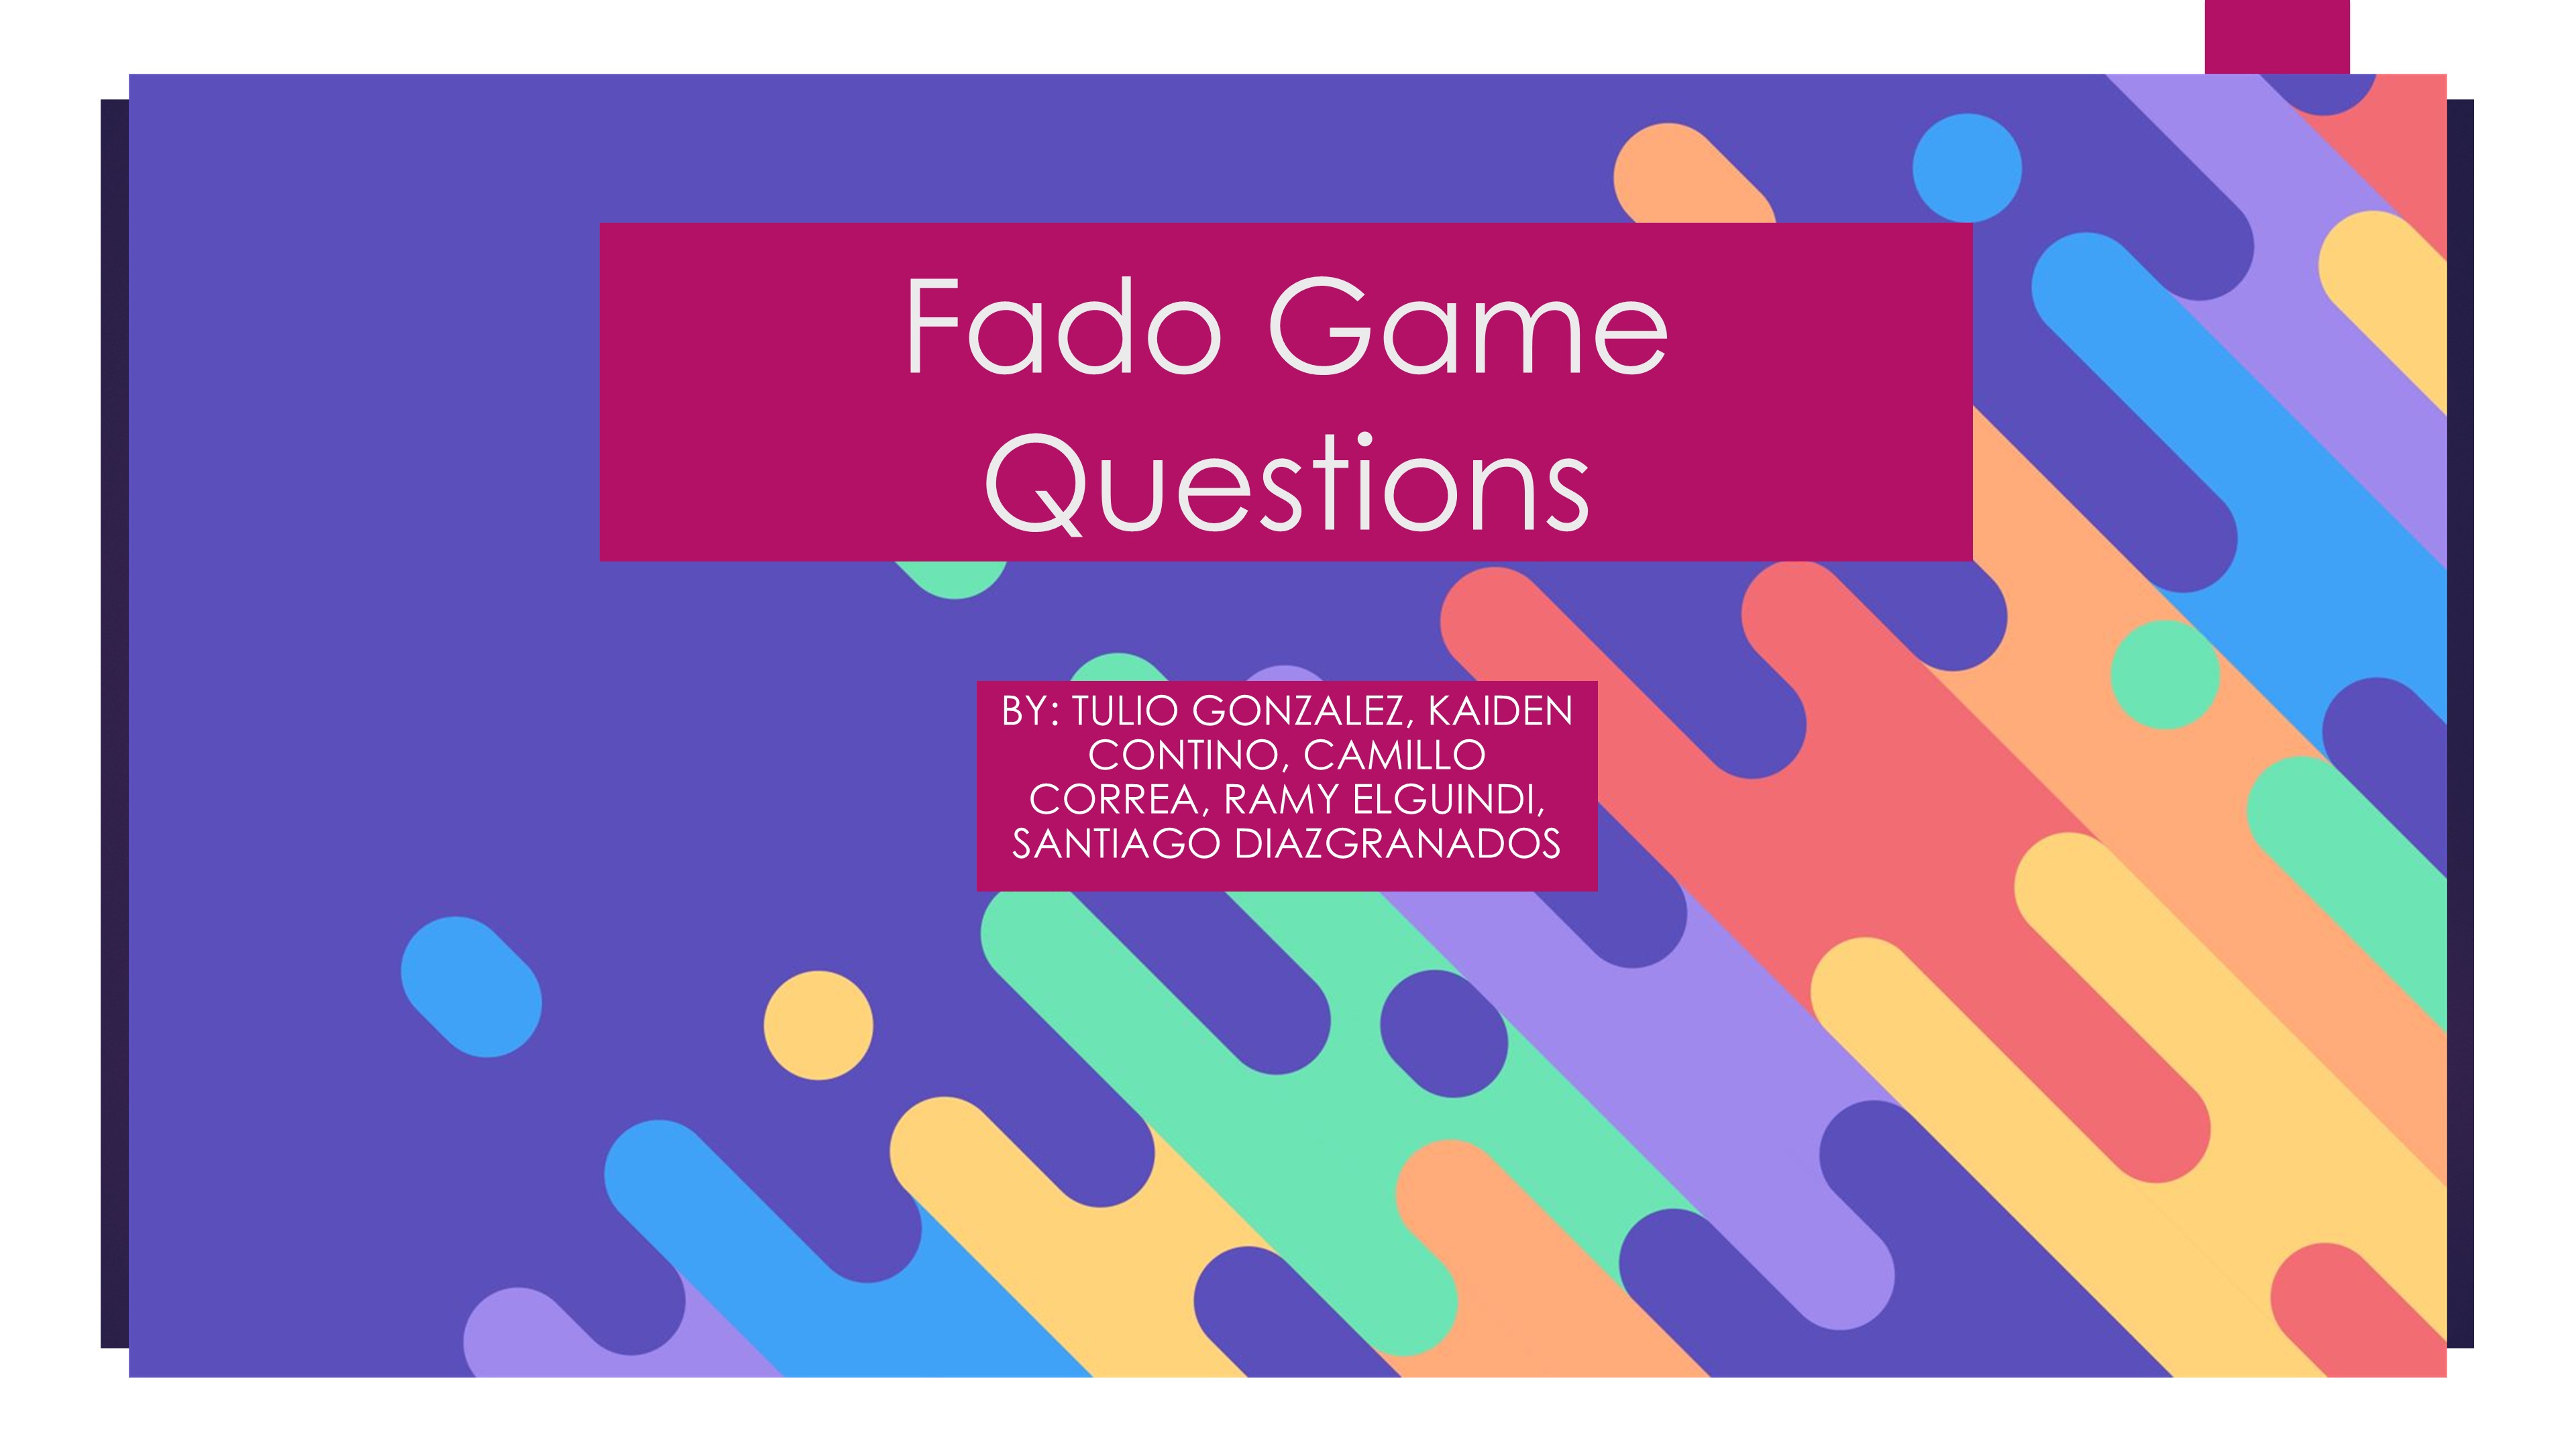 Fado Game
Questions
BY: TULIO GONZALEZ, KAIDEN
CONTINO, CAMILLO
CORREA, RAMY ELGUINDI,
SANTIAGO DIAZGRANADOS